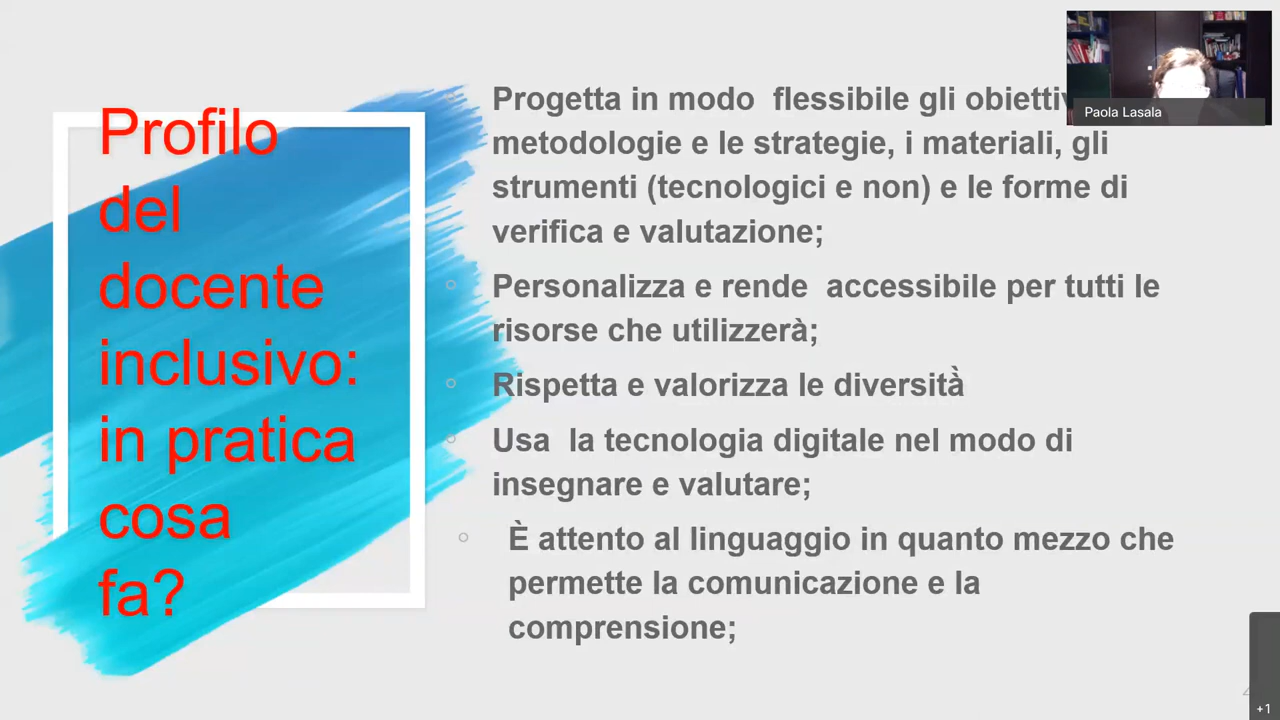 Profilo
del
docente
inclusivo:
in pratica
cosa
fa?
Progetta in modo flessibile gli
metodologie e le strategie, i materiali, gli
strumenti (tecnologici e non) e le forme di
verifica e valutazione;
Personalizza e rende accessibile per tutti le
risorse che utilizzerà;
Rispetta e valorizza le diversità
Usa la tecnologia digitale nel modo di
insegnare e valutare;
È attento al linguaggio in quanto mezzo che
permette la comunicazione e la
comprensione;
Paola Lasala
+1